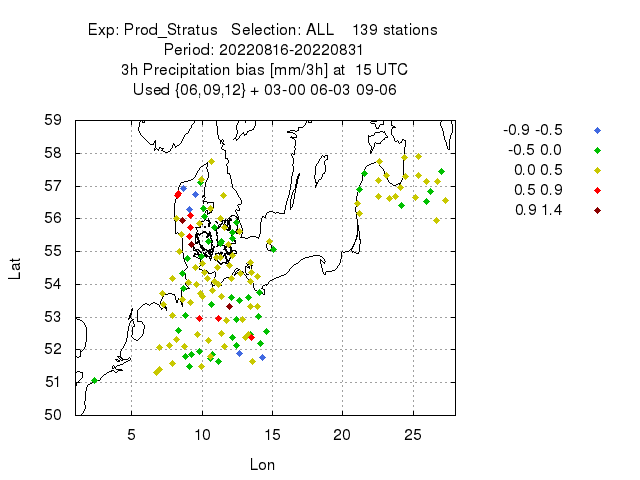 Exp: Prod_Stratus Selection: ALL 139 stations
Period: 20220816-20220831
3h Precipitation bias [mm/3h] at 15 UTC
Used {06,09,12} + 03-00 06-03 09-06
59
58
57
56
55
54
53
52
51
50
Lat
5 10 15 20 25
Lon
-0.9 -0.5
-0.5 0.0
0.0 0.5
0.5 0.9
0.9 1.4